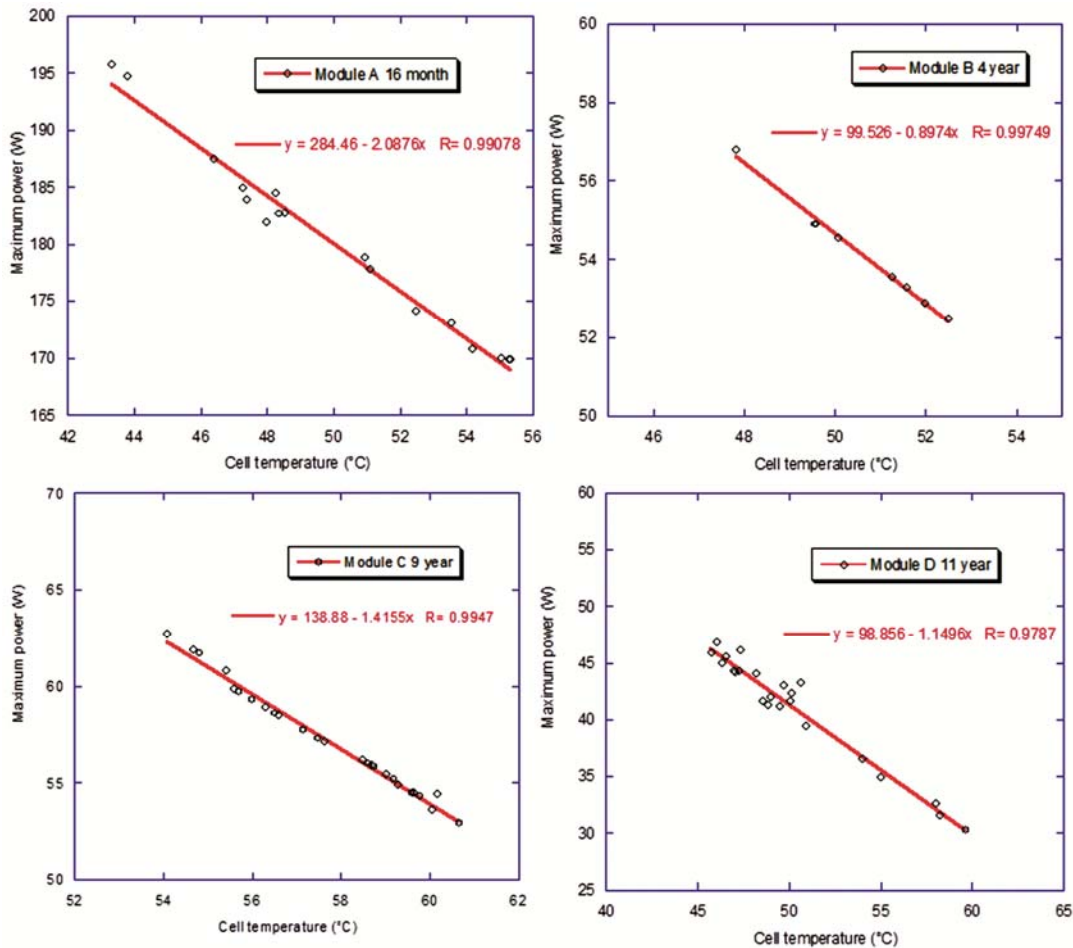 200
195
190
185
180
175
170
165
Maximum power (W)
Module A 16 month
y = 284.46 - 2.0876x R= 0.99078
42 44 46 48 50 52 54 56
Cell temperature (°C)
60
58
56
54
52
50
Maximum power (W)
Module B 4 year
y = 99.526 - 0.8974x R= 0.99749
46 48 50 52 54
Cell temperature (°C)
70
65
60
55
50
Maximum power (W)
Module C 9 year
y = 138.88 - 1.4155x R= 0.9947
52 54 56 58 60 62
Cell temperature (°C)
60
55
50
45
40
35
30
25
Maximum power (W)
Module D 11 year
y = 98.856 - 1.1496x R= 0.9787
40 45 50 55 60 65
Cell temperature (°C)